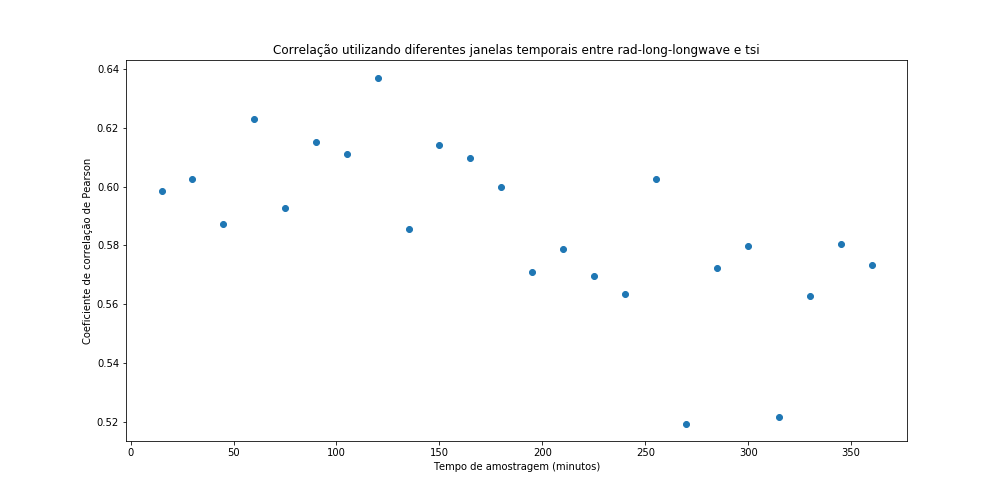 Correlação utilizando diferentes janelas temporais entre rad-long-longwave e tsi
Coeficiente de correlação de Pearson
0.64
0.62
0.60
0.58
0.56
0.54
0.52
0 50 100 150 200 250 300 350
Tempo de amostragem (minutos)